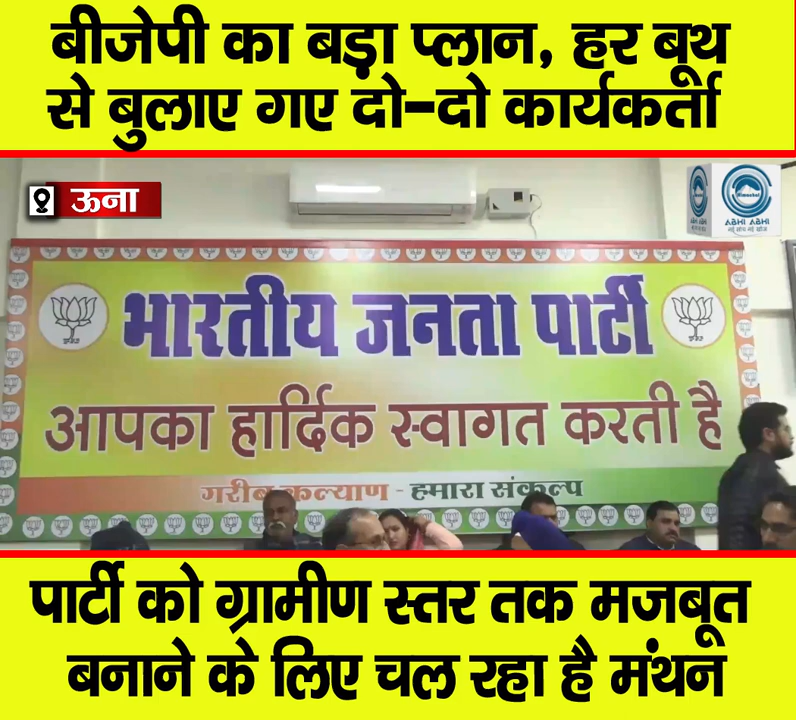 बीजेपी का बड़ा प्लान, हर बूथ
से बुलाए गए दो-दो कार्यकर्ता
ऊना
Himachal
ABHI ABHI
भारतीय जनता पार्टी
आपका हार्दिक स्वागत करती है
गरीब कल्याण - हमारा संकल्प
पार्टी को ग्रामीण स्तर तक मजबूत
बनाने के लिए चल रहा है मंथन